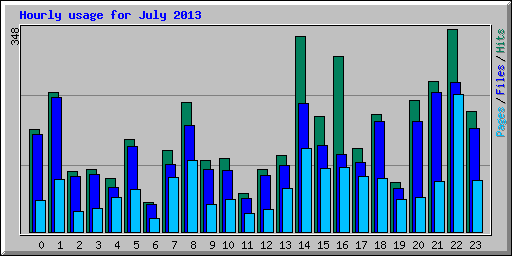 Hourly usage for July 2013
348
Pages/Files/Hits
0 1 2 3 4 5 6 7 8 9 10 11 12 13 14 15 16 17 18 19 20 21 22 23